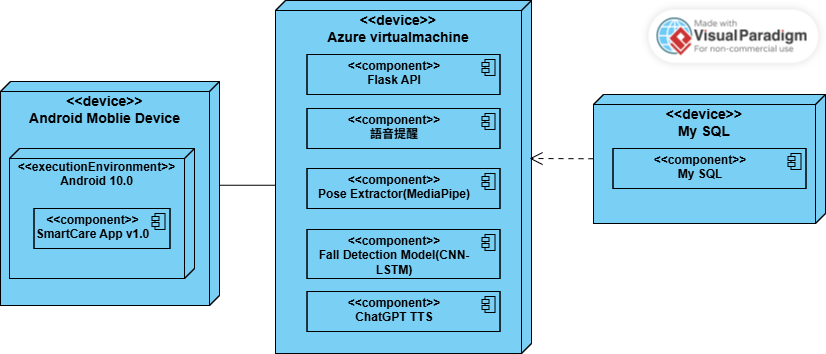 <<device>>
Android Moblie Device
<<executionEnvironment>>
Android 10.0
<<component>>
SmartCare App v1.0
<<device>>
Azure virtualmachine
<<component>>
Flask API
<<component>>
語音提醒
<<component>>
Pose Extractor(MediaPipe)
<<component>>
Fall Detection Model(CNN-
LSTM)
<<component>>
ChatGPT TTS
<<device>>
My SQL
<<component>>
My SQL
Made with
VisualParadigm
For non-commercial use